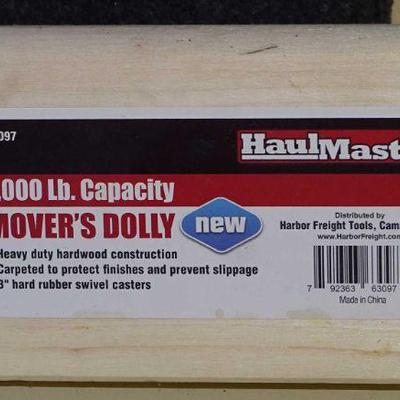 097
HaulMast
,000 Lb. Capacity
MOVER'S DOLLY
new
Heavy duty hardwood construction
Carpeted to protect finishes and prevent slippage
3" hard rubber swivel casters
Distributed by
Harbor Freight Tools, Cam
www.HarborFreight.com
7 92363 63097
Made in China